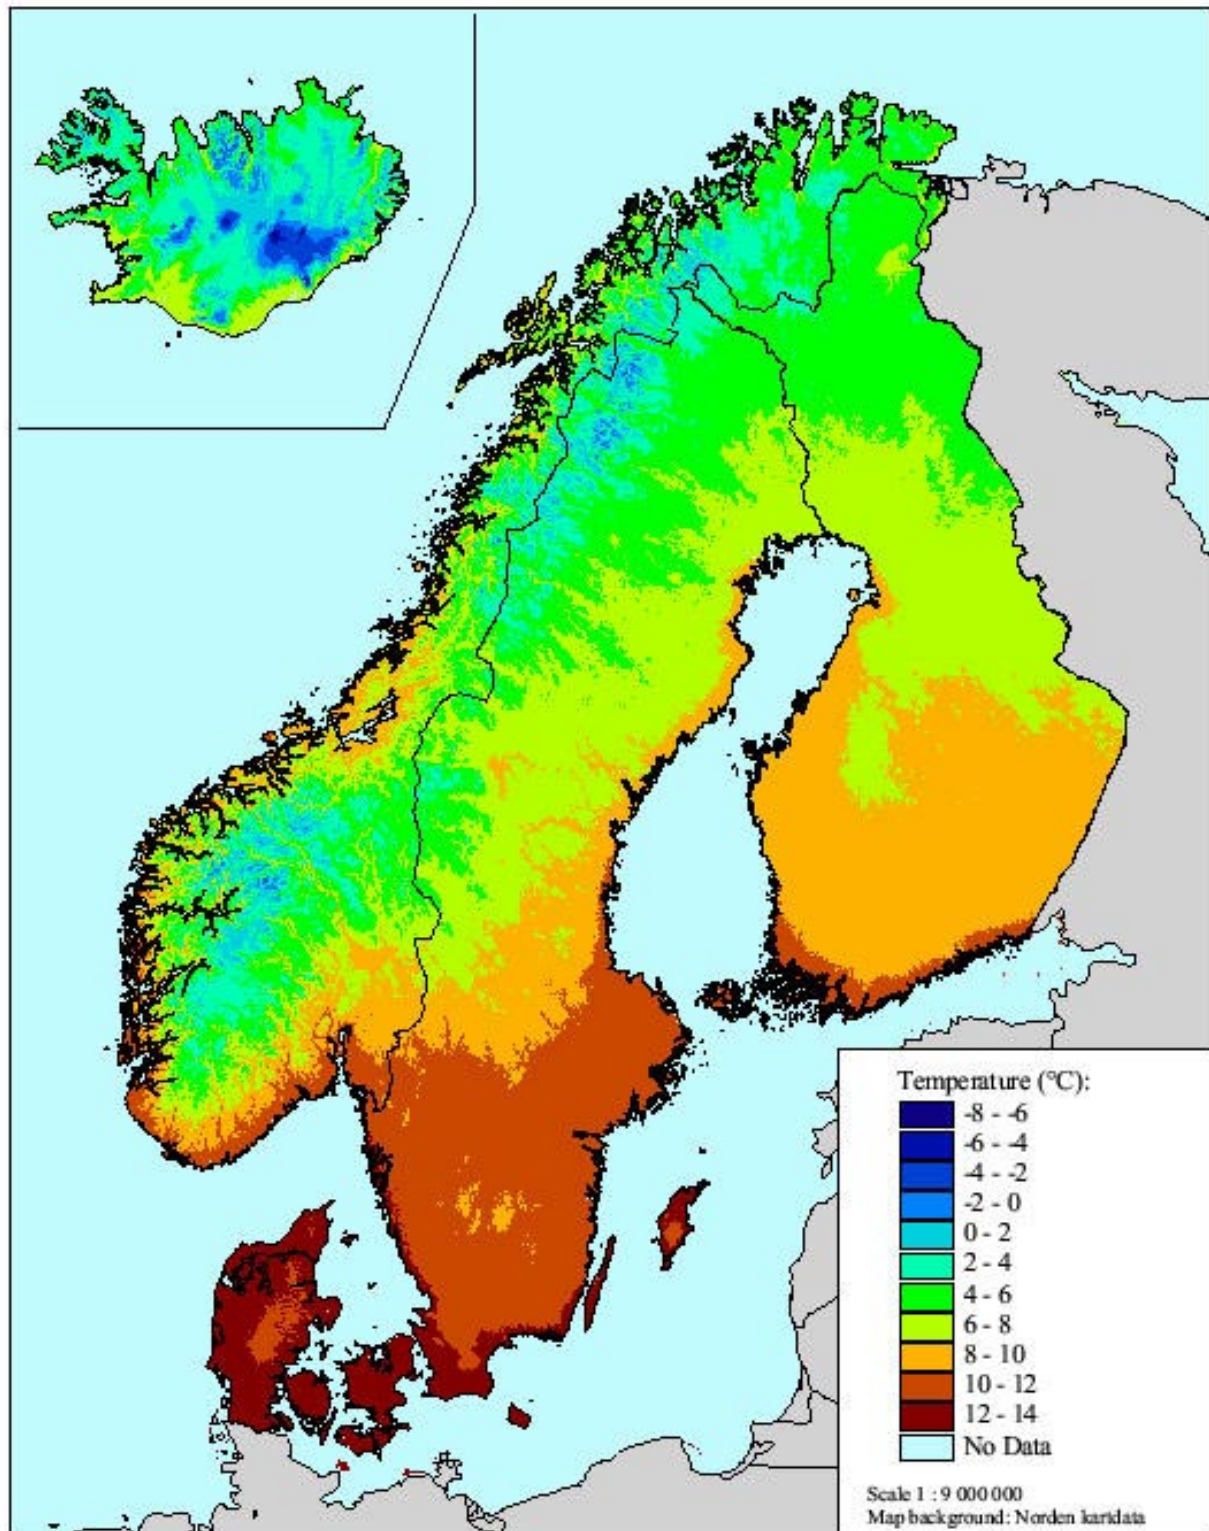 Temperature (°C):
-8 - -6
-6 - -4
-4 - -2
-2 - 0
0 - 2
2 - 4
4 - 6
6 - 8
8 - 10
10 - 12
12 - 14
No Data
Scale 1 : 9 000 000
Map background: Norden kartdata